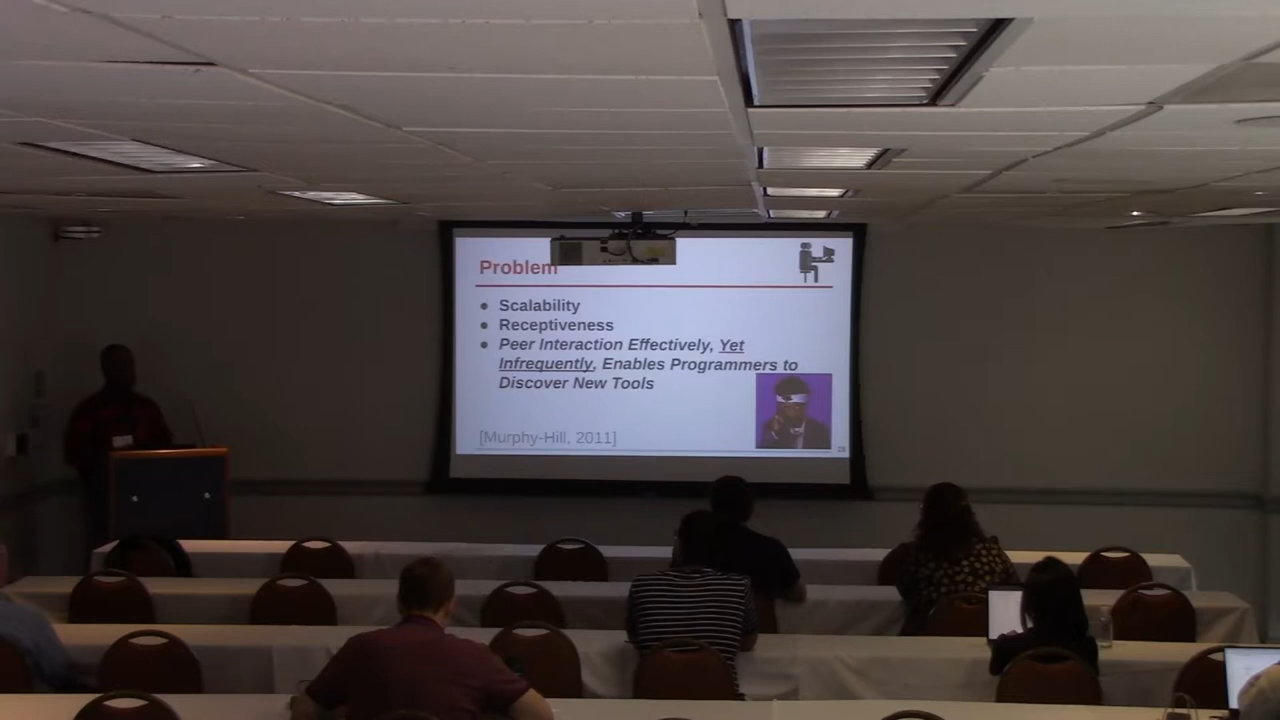 Problem
● Scalability
● Receptiveness
● Peer Interaction Effectively, Yet
Infrequently, Enables Programmers to
Discover New Tools
[Murphy-Hill, 2011]